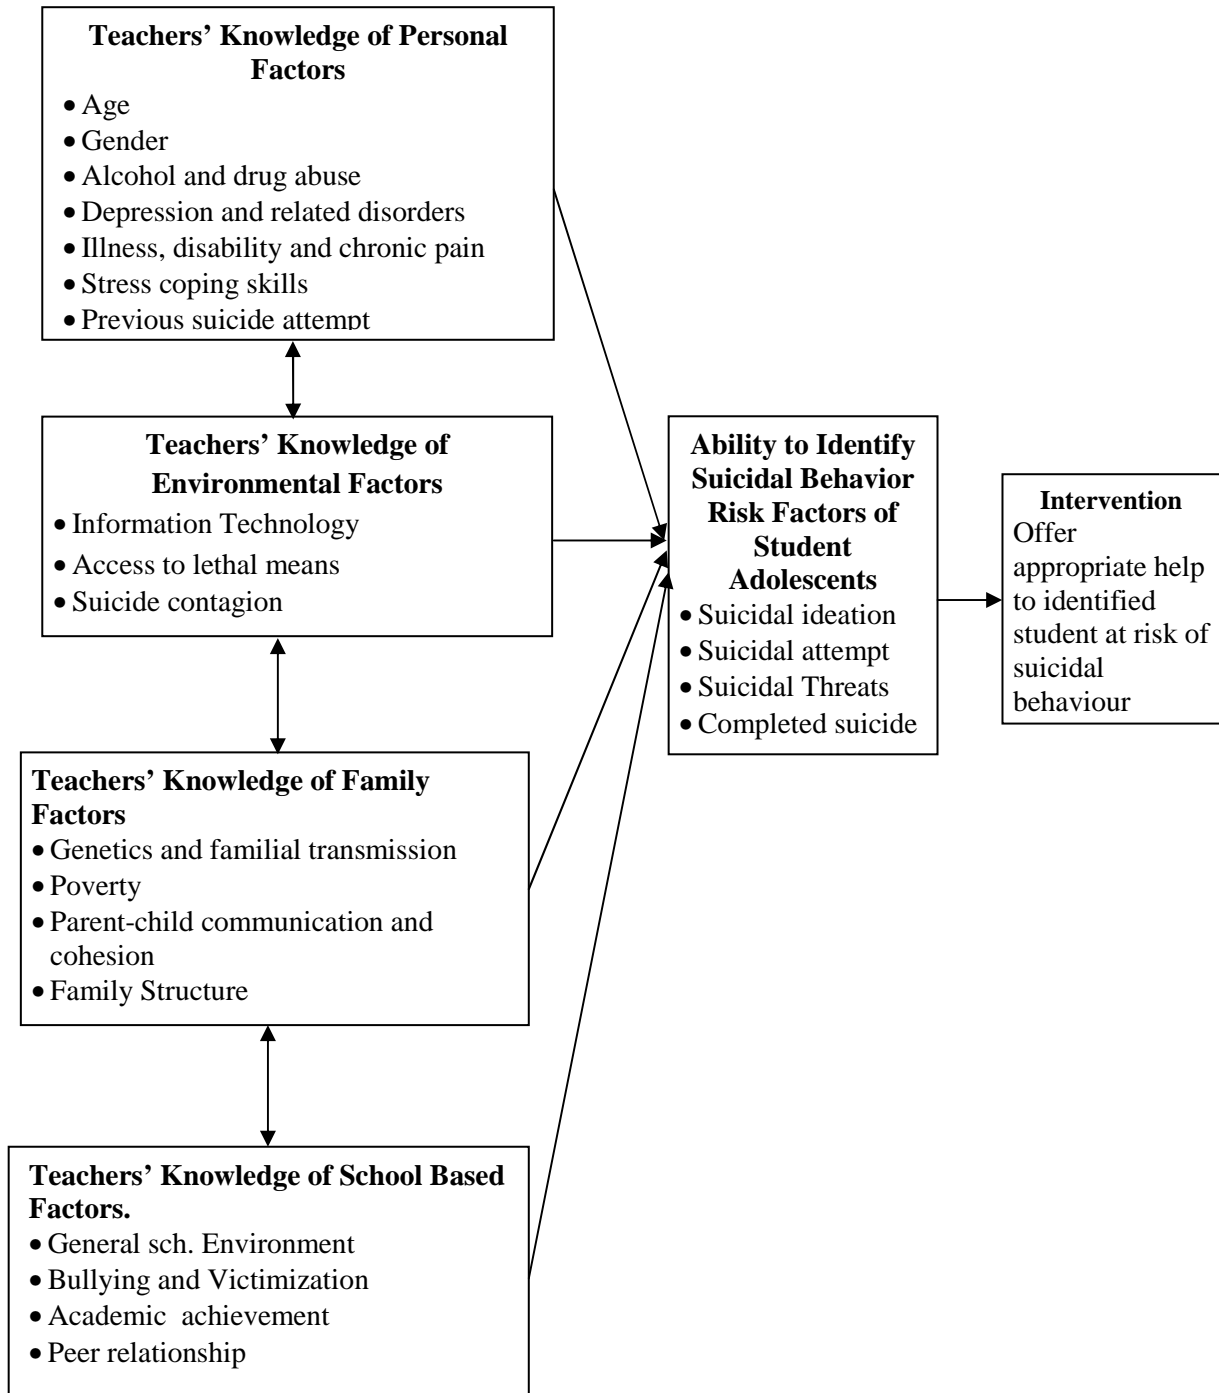 Teachers’ Knowledge of Personal
Factors
• Age
• Gender
• Alcohol and drug abuse
• Depression and related disorders
• Illness, disability and chronic pain
• Stress coping skills
• Previous suicide attempt
Teachers’ Knowledge of
Environmental Factors
• Information Technology
• Access to lethal means
• Suicide contagion
Teachers’ Knowledge of Family
Factors
• Genetics and familial transmission
• Poverty
• Parent-child communication and
cohesion
• Family Structure
Teachers’ Knowledge of School Based
Factors.
• General sch. Environment
• Bullying and Victimization
• Academic  achievement
• Peer relationship
Ability to Identify
Suicidal Behavior
Risk Factors of
Student
Adolescents
• Suicidal ideation
• Suicidal attempt
• Suicidal Threats
• Completed suicide
Intervention
Offer
appropriate help
to identified
student at risk of
suicidal
behaviour